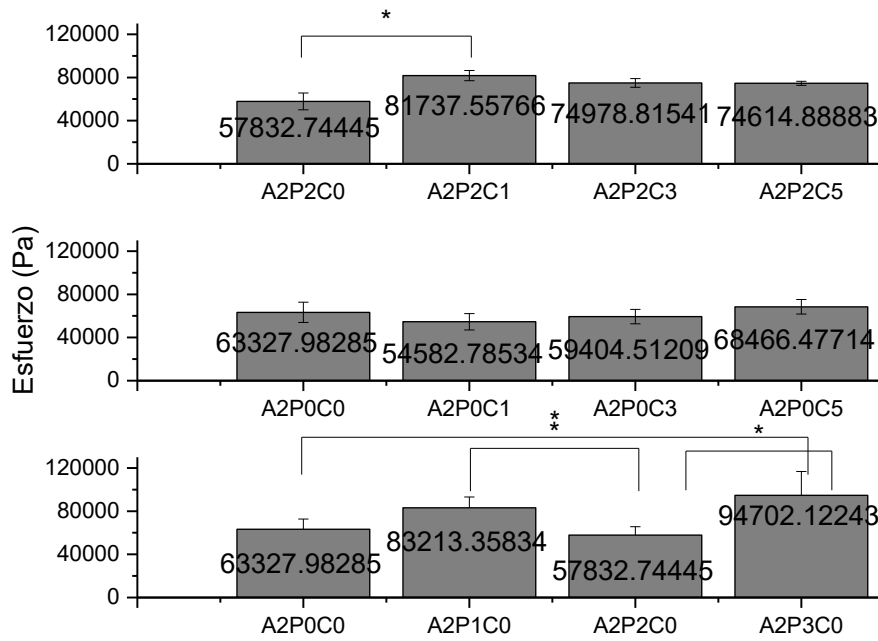 *
120000
80000
40000
0
57832.74445 81737.55766 74978.81541 74614.88883
A2P2C0 A2P2C1 A2P2C3 A2P2C5
Esfuerzo (Pa)
120000
80000
40000
0
63327.98285 54582.78534 59404.51209 68466.47714
A2P0C0 A2P0C1 A2P0C3 A2P0C5
*
* *
120000
80000
40000
0
63327.98285 83213.35834 57832.74445 94702.12243
A2P0C0 A2P1C0 A2P2C0 A2P3C0